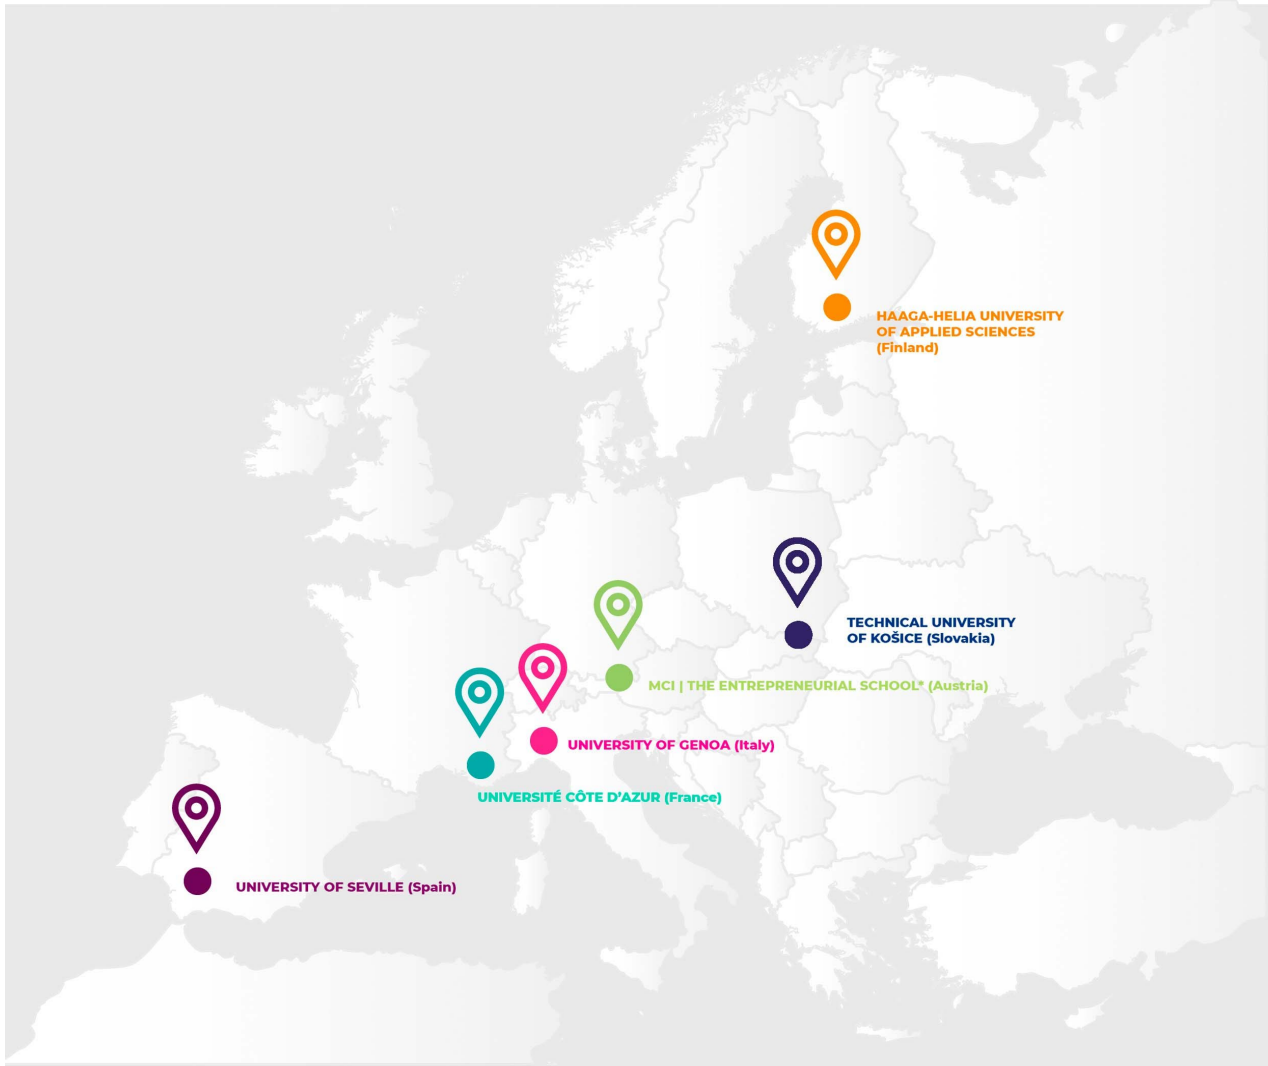 HAAGA-HELIA UNIVERSITY
OF APPLIED SCIENCES
(Finland)
TECHNICAL UNIVERSITY
OF KOŠICE (Slovakia)
MCI | THE ENTREPRENEURIAL SCHOOL® (Austria)
UNIVERSITY OF GENOA (Italy)
UNIVERSITÉ CÔTE D'AZUR (France)
UNIVERSITY OF SEVILLE (Spain)